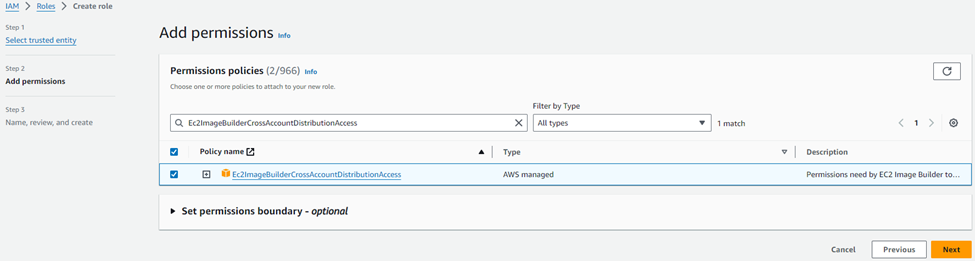 IAM > Roles > Create role
Step 1
Select trusted entity
Step 2
Add permissions
Step 3
Name, review, and create
Add permissions Info
Permissions policies (2/966) Info
Choose one or more policies to attach to your new role.
Filter by Type
Ec2ImageBuilderCrossAccountDistributionAccess
All types
1 match
1
Policy name
Type
Description
Ec2ImageBuilderCrossAccountDistributionAccess
AWS managed
Permissions need by EC2 Image Builder to...
Set permissions boundary - optional
Cancel
Previous
Next